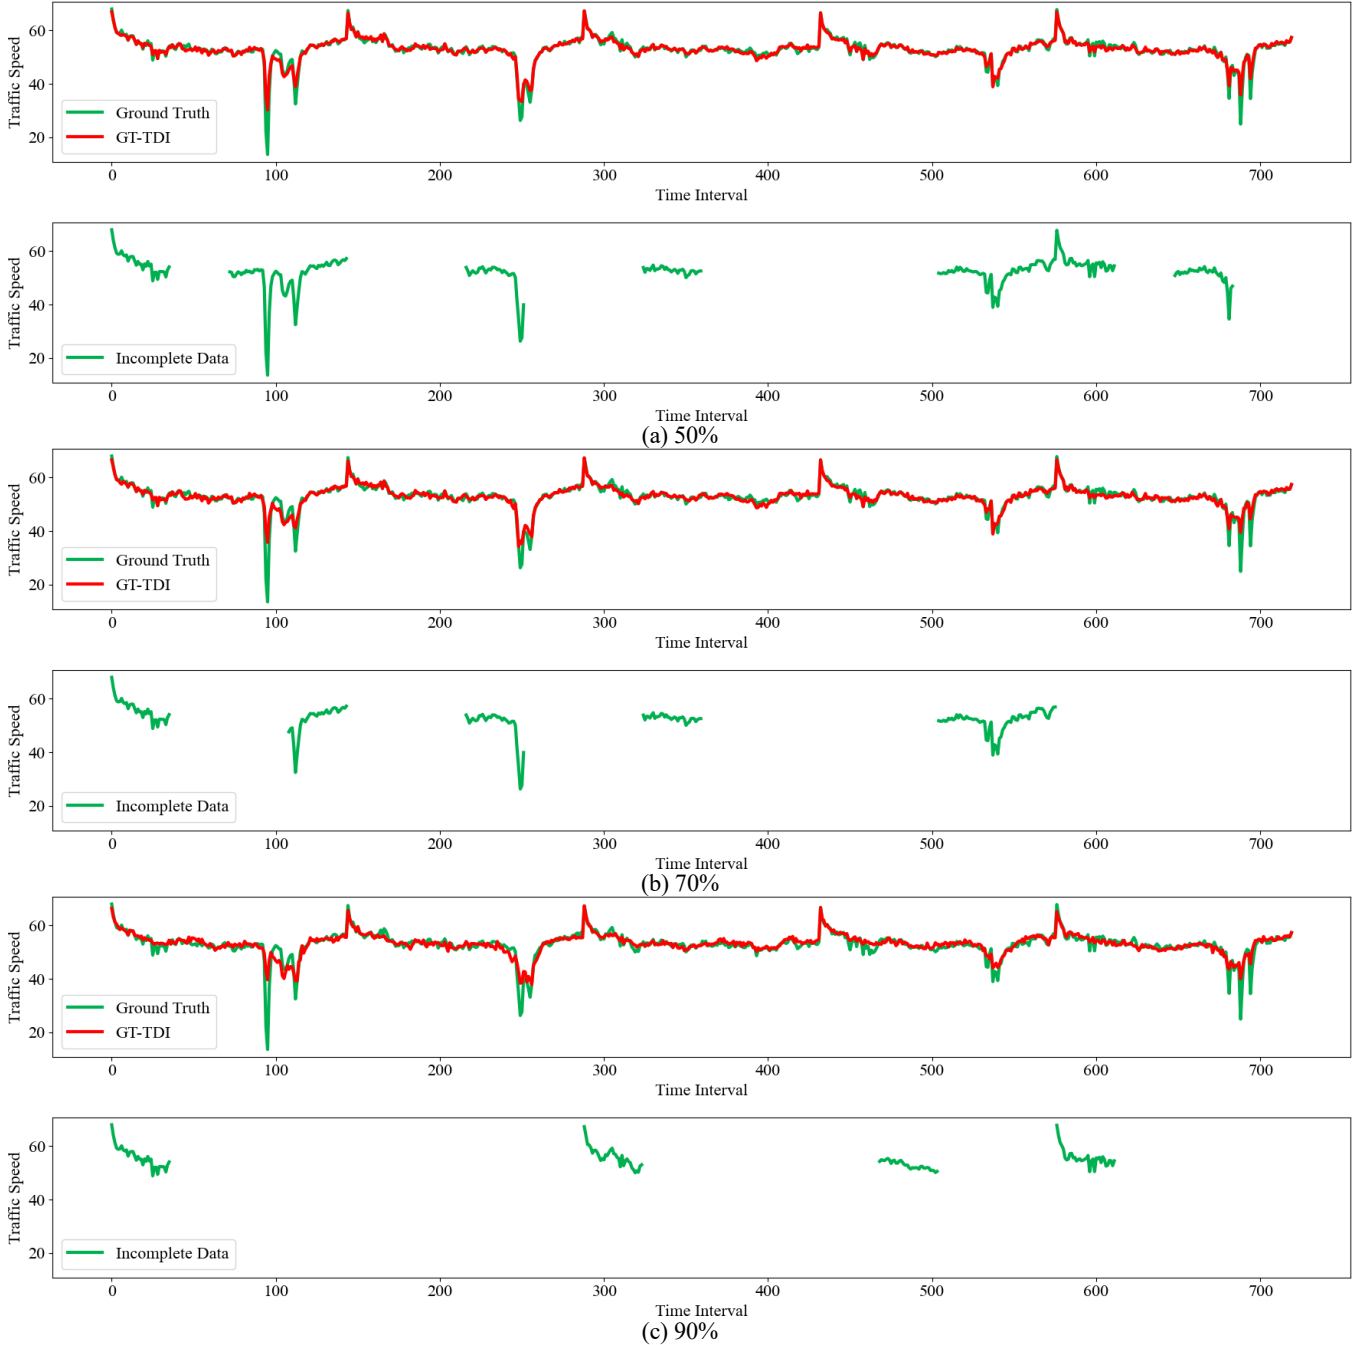 Traffic Speed
60
40
20
Ground Truth
GT-TDI
0 100 200 300 400 500 600 700
Time Interval
Traffic Speed
60
40
20
Incomplete Data
0 100 200 300 400 500 600 700
Time Interval
(a) 50%
Traffic Speed
60
40
20
Ground Truth
GT-TDI
0 100 200 300 400 500 600 700
Time Interval
Traffic Speed
60
40
20
Incomplete Data
0 100 200 300 400 500 600 700
Time Interval
(b) 70%
Traffic Speed
60
40
20
Ground Truth
GT-TDI
0 100 200 300 400 500 600 700
Time Interval
Traffic Speed
60
40
20
Incomplete Data
0 100 200 300 400 500 600 700
Time Interval
(c) 90%